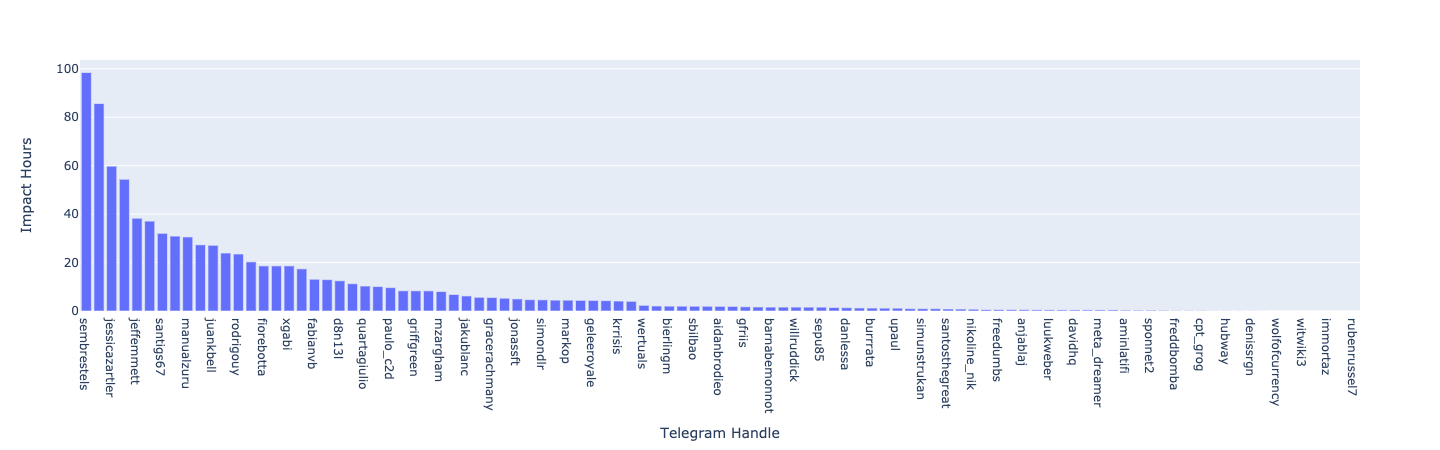 Impact Hours
100
80
60
40
20
0
sembrestels
jessicazartler
jeffemmett
santigs67
manualzuru
juankbell
rodrigouy
fiorebotta
xgabi
fabianvb
d8n13l
quartagiulio
paulo_c2d
griffgreen
mzargham
jakublanc
gracerachmany
jonassft
simondlr
markop
geleeroyale
krrisis
wertuals
bierlingm
sbilbao
aidanbrodieo
gfriis
barnabemonnot
willruddick
sepu85
danlessa
burrrata
upaul
simunstrukan
santosthegreat
nikoline_nik
freedumbs
anjablaj
luukweber
davidhq
meta_dreamer
aminlatifi
sponnet2
freddbomba
cpt_grog
hubway
denissrgn
wolfofcurrency
witwiki3
immortaz
rubenrussel7
Telegram Handle